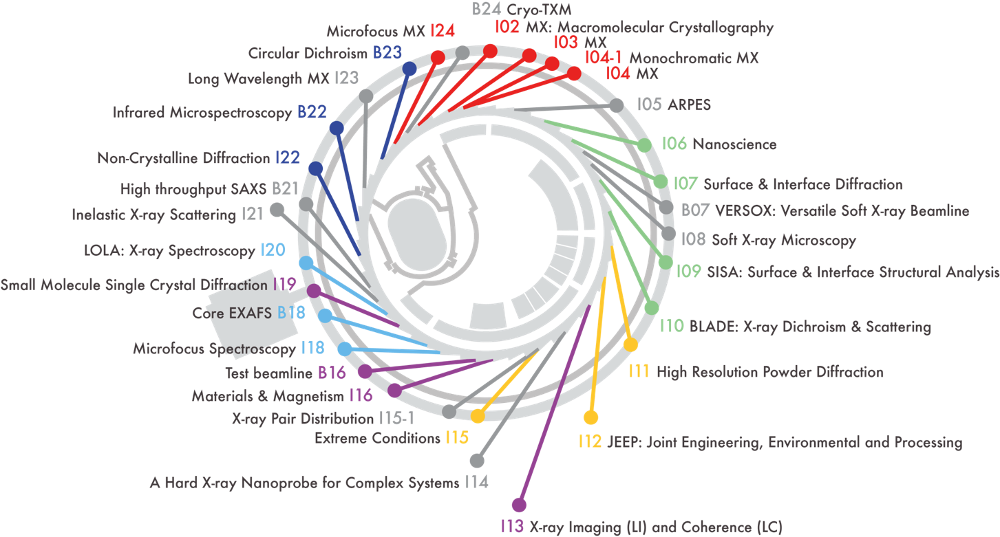 B24 Cryo-TXM
I02 MX: Macromolecular Crystallography
I03 MX
I04-1 Monochromatic MX
I04 MX
I05 ARPES
I06 Nanoscience
I07 Surface & Interface Diffraction
B07 VERSOX: Versatile Soft X-ray Beamline
I08 Soft X-ray Microscopy
I09 SISA: Surface & Interface Structural Analysis
I10 BLADE: X-ray Dichroism & Scattering
I11 High Resolution Powder Diffraction
I12 JEEP: Joint Engineering, Environmental and Processing
I13 X-ray Imaging (LI) and Coherence (LC)
A Hard X-ray Nanoprobe for Complex Systems I14
Extreme Conditions I15
X-ray Pair Distribution I15-1
Materials & Magnetism I16
Test beamline B16
Microfocus Spectroscopy I18
Core EXAFS B18
Small Molecule Single Crystal Diffraction I19
LOLA: X-ray Spectroscopy I20
Inelastic X-ray Scattering I21
High throughput SAXS B21
Non-Crystalline Diffraction I22
Infrared Microspectroscopy B22
Long Wavelength MX I23
Circular Dichroism B23
Microfocus MX I24